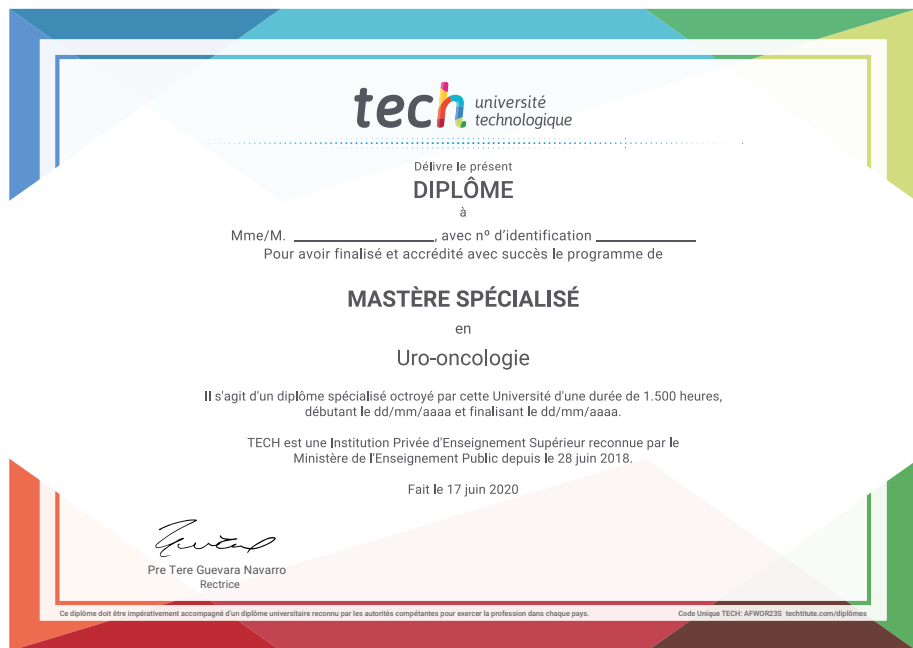 tech université
technologique
Délivre le présent
DIPLÔME
à
Mme/M. ____________________, avec nº d'identification ______________
Pour avoir finalisé et accrédité avec succès le programme de
MASTÈRE SPÉCIALISÉ
en
Uro-oncologie
Il s'agit d'un diplôme spécialisé octroyé par cette Université d'une durée de 1.500 heures,
débutant le dd/mm/aaaa et finalisant le dd/mm/aaaa.
TECH est une Institution Privée d'Enseignement Supérieur reconnue par le
Ministère de l'Enseignement Public depuis le 28 juin 2018.
Fait le 17 juin 2020
Pre Tere Guevara Navarro
Rectrice
Ce diplôme doit être impérativement accompagné d'un diplôme universitaire reconnu par les autorités compétantes pour exercer la profession dans chaque pays. Code Unique TECH: AFWOR23S techtitute.com/diplômes